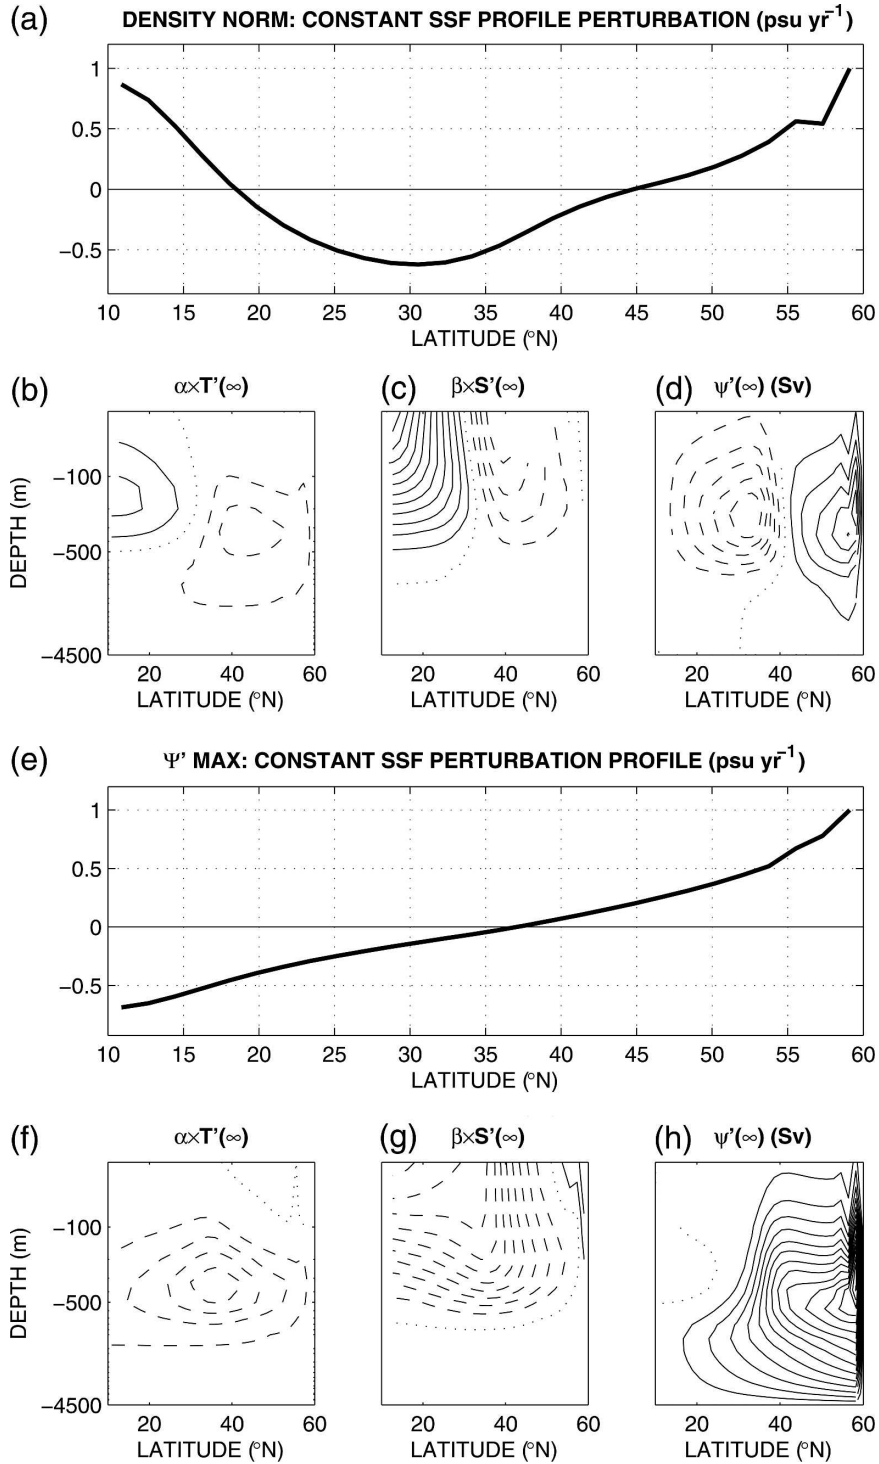 (a) DENSITY NORM: CONSTANT SSF PROFILE PERTURBATION (psu yr⁻¹)
1
0.5
0
−0.5
10 15 20 25 30 35 40 45 50 55 60
LATITUDE (°N)
(b) α×T'(∞) (c) β×S'(∞) (d) ψ'(∞) (Sv)
DEPTH (m)
−100
−500
−4500
20 40 60 20 40 60 20 40 60
LATITUDE (°N) LATITUDE (°N) LATITUDE (°N)
(e) Ψ' MAX: CONSTANT SSF PERTURBATION PROFILE (psu yr⁻¹)
1
0.5
0
−0.5
10 15 20 25 30 35 40 45 50 55 60
LATITUDE (°N)
(f) α×T'(∞) (g) β×S'(∞) (h) ψ'(∞) (Sv)
DEPTH (m)
−100
−500
−4500
20 40 60 20 40 60 20 40 60
LATITUDE (°N) LATITUDE (°N) LATITUDE (°N)